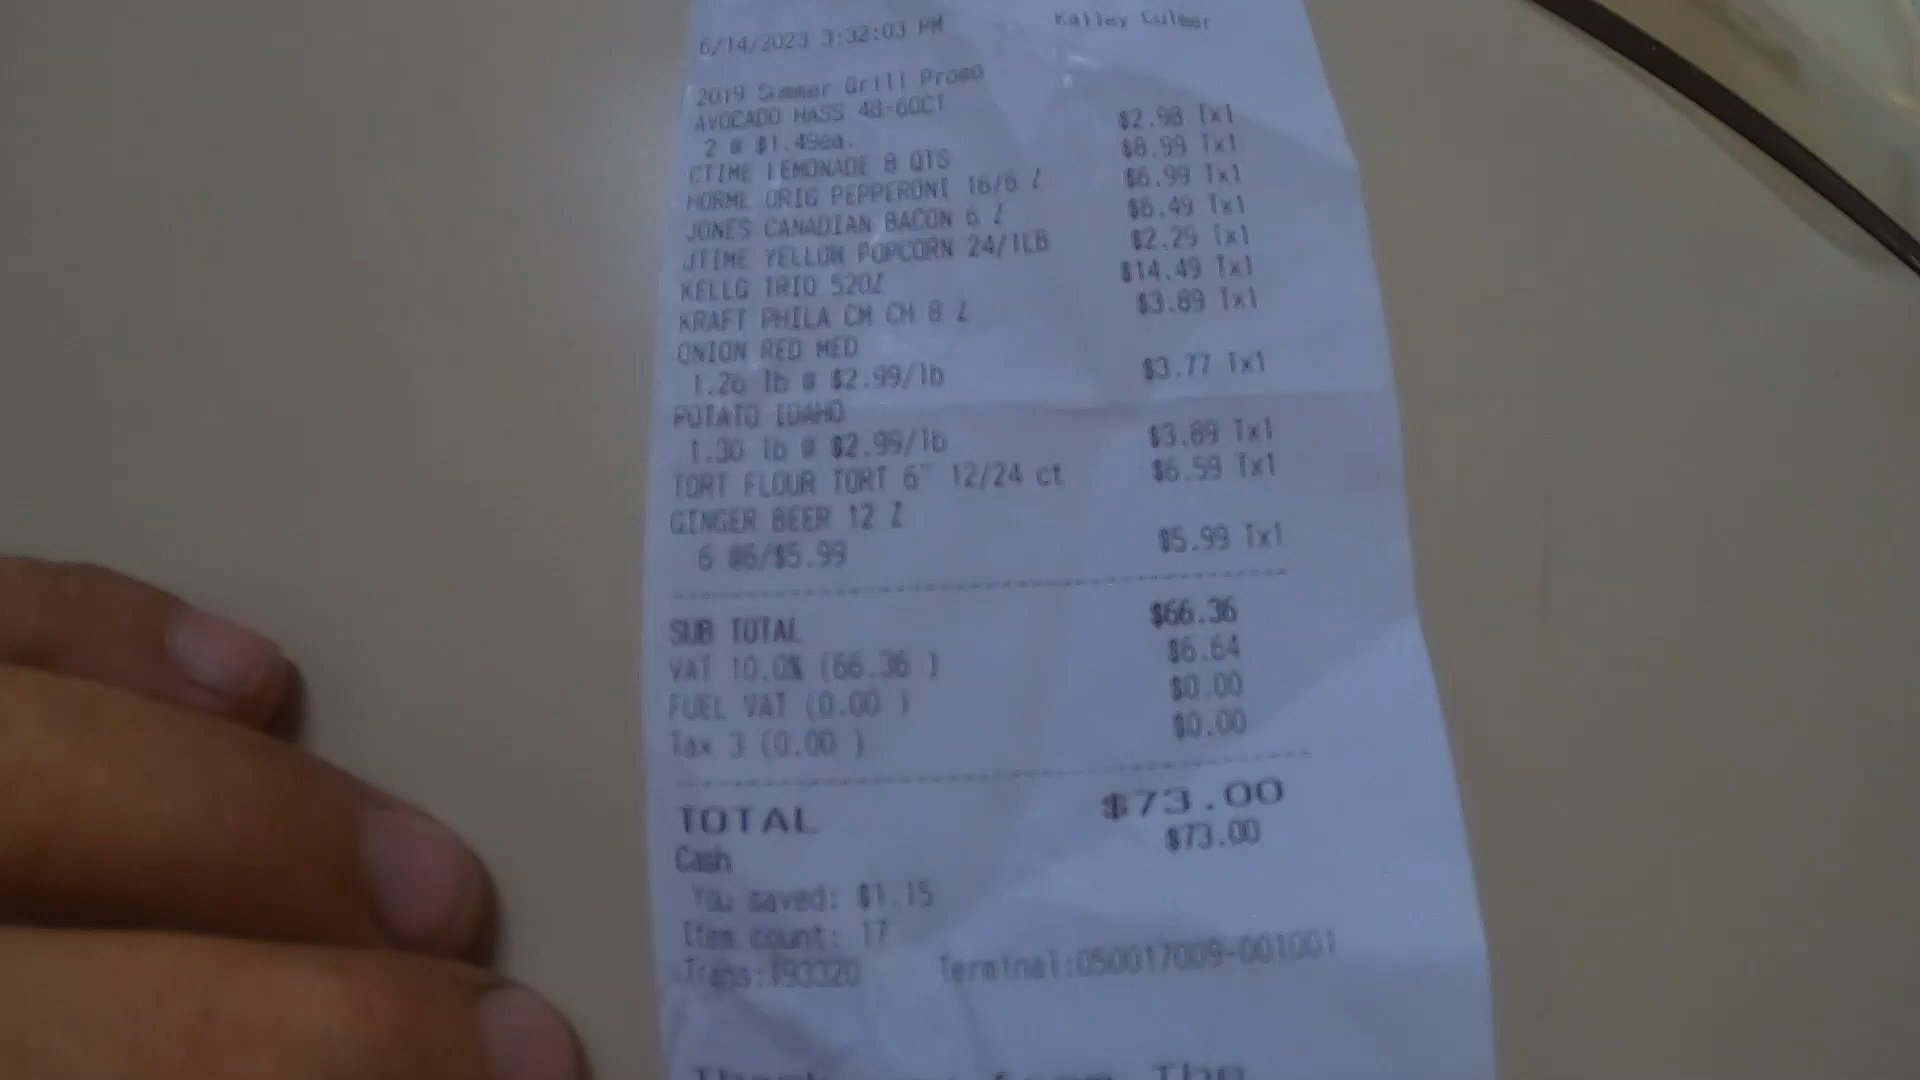 6/14/2023 3:32:03 PM Kailey Culmer
2019 Summer Grill Promo
AVOCADO HASS 48-60CT
2 @ $1.49ea. $2.98 Tx1
CTIME LEMONADE 8 QTS $8.99 Tx1
HORML ORIG PEPPERONI 16/6 Z $6.99 Tx1
JONES CANADIAN BACON 6 Z $6.49 Tx1
JTIME YELLOW POPCORN 24/1LB $2.29 Tx1
KELLG TRIO 52OZ $14.49 Tx1
KRAFT PHILA CM CH 8 Z $3.89 Tx1
ONION RED MED
1.26 lb @ $2.99/lb $3.77 Tx1
POTATO IDAHO
1.30 lb @ $2.99/lb $3.89 Tx1
TORT FLOUR TORT 6" 12/24 ct $6.59 Tx1
GINGER BEER 12 Z
6 @6/$5.99 $5.99 Tx1
SUB TOTAL $66.36
VAT 10.0% (66.36 ) $6.64
FUEL VAT (0.00 ) $0.00
Tax 3 (0.00 ) $0.00
TOTAL $73.00
Cash $73.00
You saved: $1.15
Item count: 17
Terminal:050017009-001001